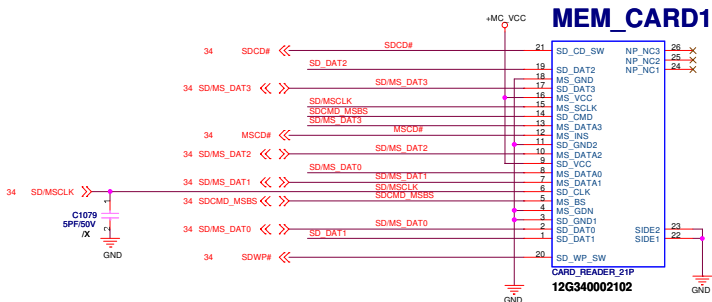 MEM_CARD1
+MC_VCC
34 SDCD# SDCD# 21 SD_CD_SW NP_NC3 26
NP_NC2 25
SD_DAT2 19 SD_DAT2 NP_NC1 24
18 MS_GND
34 SD/MS_DAT3 SD/MS_DAT3 17 SD_DAT3
16 MS_VCC
SD/MSCLK 15 MS_SCLK
SDCMD_MSBS 14 SD_CMD
SD/MS_DAT3 13 MS_DATA3
34 MSCD# MSCD# 12 MS_INS
11 SD_GND2
34 SD/MS_DAT2 SD/MS_DAT2 10 MS_DATA2
9 SD_VCC
SD/MS_DAT0 8 MS_DATA0
34 SD/MS_DAT1 SD/MS_DAT1 7 MS_DATA1
34 SD/MSCLK SD/MSCLK 6 SD_CLK
34 SDCMD_MSBS SDCMD_MSBS 5 MS_BS
4 MS_GDN
3 SD_GND1
34 SD/MS_DAT0 SD/MS_DAT0 2 SD_DAT0 SIDE2 23
SD_DAT1 1 SD_DAT1 SIDE1 22
34 SDWP# 20 SD_WP_SW
1
C1079
5PF/50V
/X
2
GND
CARD_READER_21P
12G340002102
GND
GND